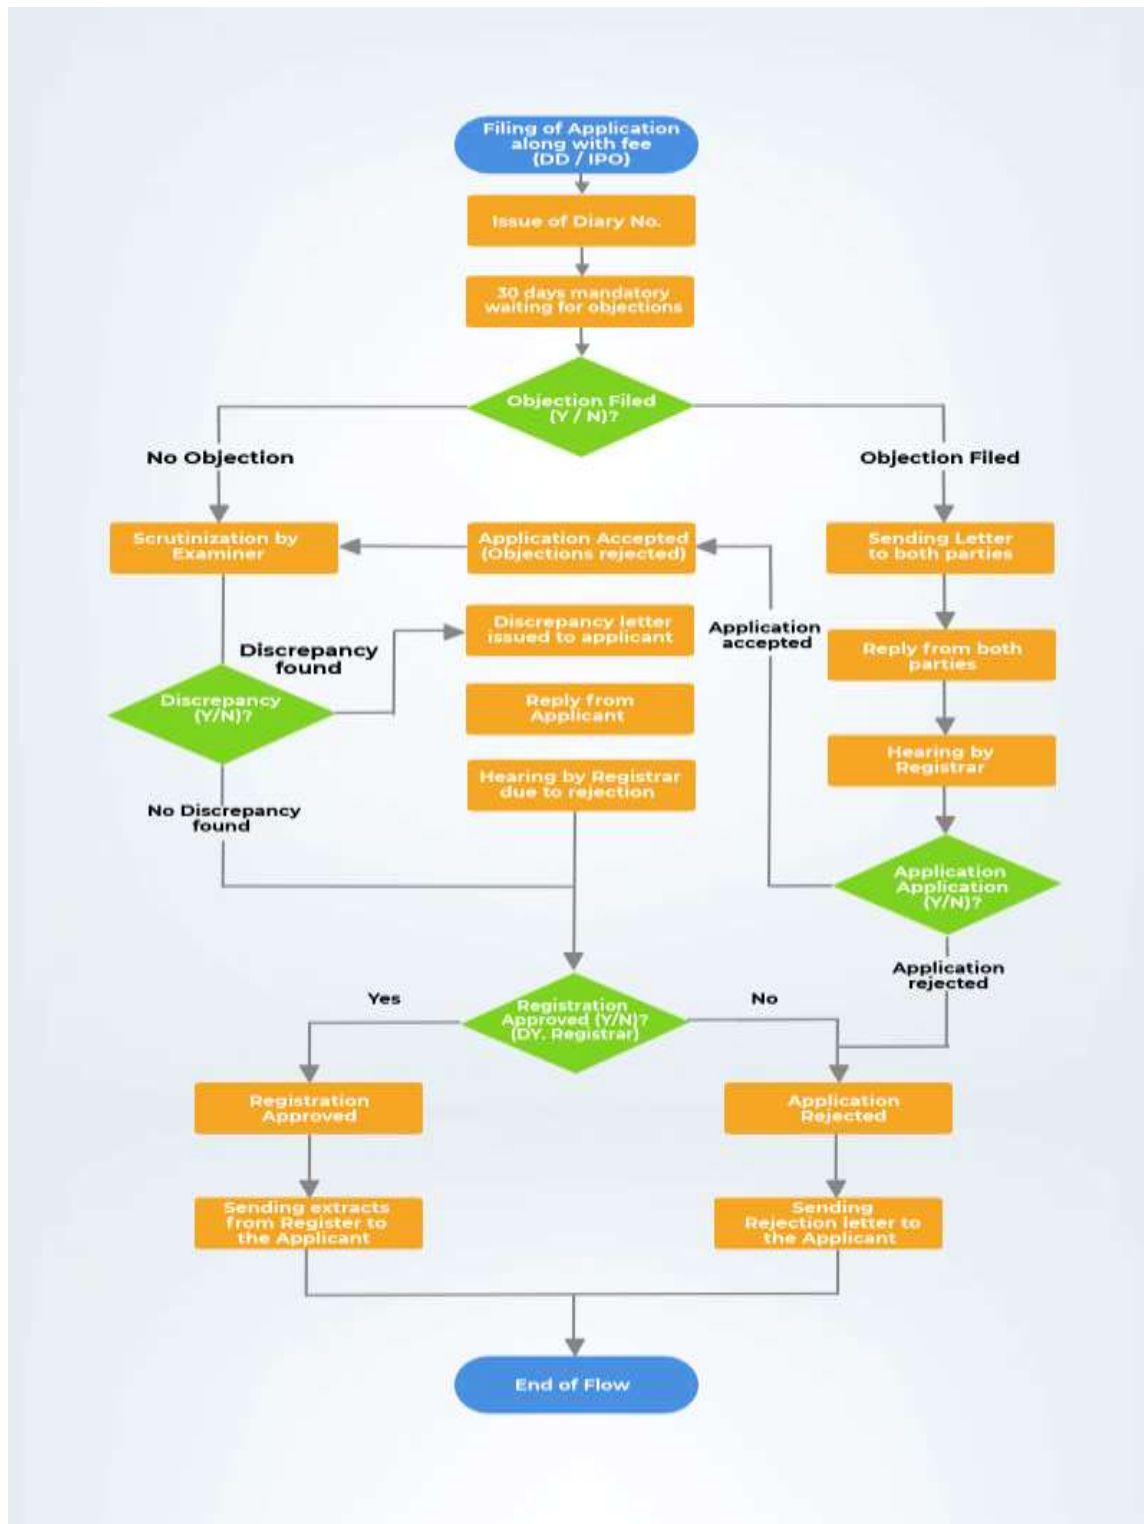 Filing of Application
along with fee
(DD / IPO)
Issue of Diary No.
30 days mandatory
waiting for objections
Objection Filed
(Y / N)?
No Objection
Objection Filed
Scrutinization by
Examiner
Application Accepted
(Objections rejected)
Sending Letter
to both parties
Discrepancy letter
issued to applicant
Application
accepted
Reply from both
parties
Discrepancy
found
Discrepancy
(Y/N)?
Reply from
Applicant
Hearing by
Registrar
Hearing by Registrar
due to rejection
No Discrepancy
found
Application
Application
(Y/N)?
Application
rejected
Yes
No
Registration
Approved (Y/N)?
(DY. Registrar)
Registration
Approved
Application
Rejected
Sending extracts
from Register to
the Applicant
Sending
Rejection letter to
the Applicant
End of Flow